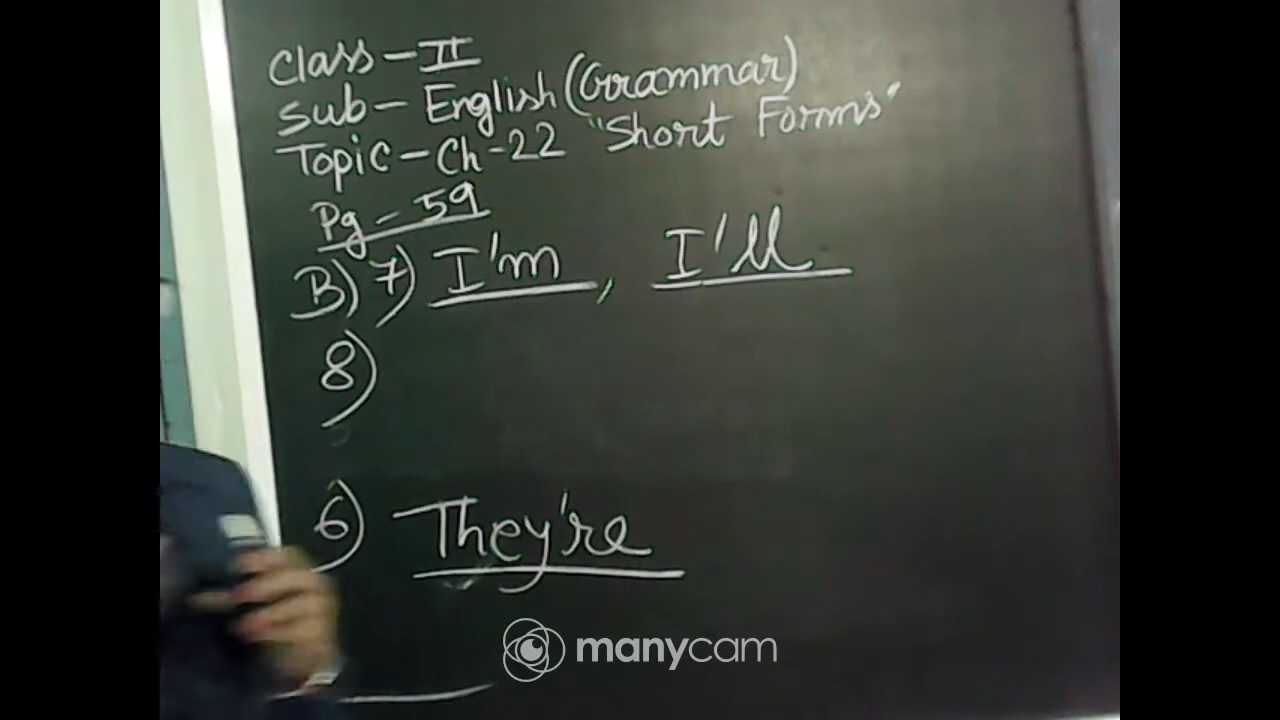 Class - II
Sub - English (Grammar)
Topic - Ch - 22 "Short Forms"
Pg - 59
B) 7) I'm, I'll
8)
6) They're
manycam